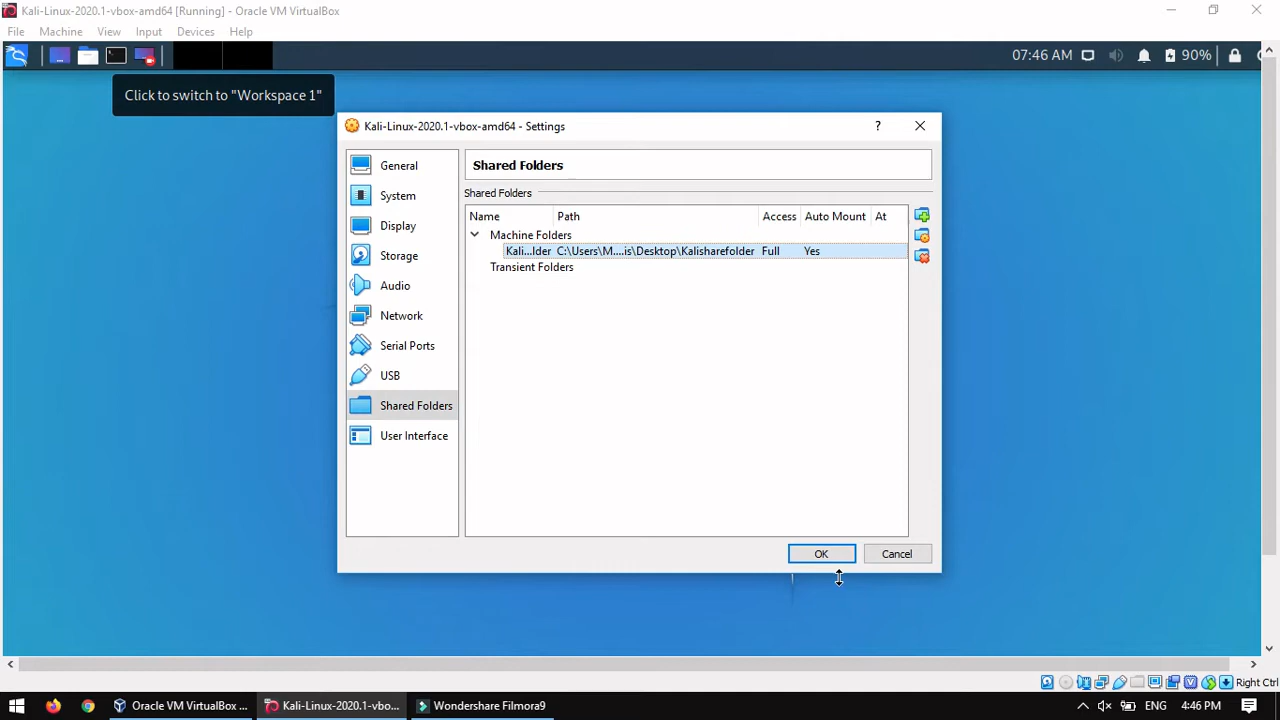 Kali-Linux-2020.1-vbox-amd64 [Running] - Oracle VM VirtualBox
File Machine View Input Devices Help
07:46 AM 90%
Click to switch to "Workspace 1"
Kali-Linux-2020.1-vbox-amd64 - Settings ?
General
System
Display
Storage
Audio
Network
Serial Ports
USB
Shared Folders
User Interface
Shared Folders
Shared Folders
Name Path Access Auto Mount At
Machine Folders
Kali...lder C:\Users\M....is\Desktop\Kalisharefolder Full Yes
Transient Folders
OK Cancel
Right Ctrl
Oracle VM VirtualBox ... Kali-Linux-2020.1-vbo... Wondershare Filmora9 ENG 4:46 PM